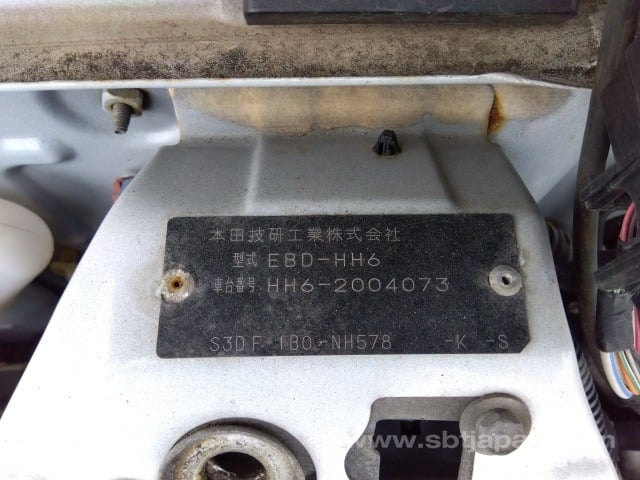 本田技研工業株式会社
型式 EBD-HH6
車台番号 HH6-2004073
S3DF 1B0-NH578 -K -S
www.sbtjapan.com